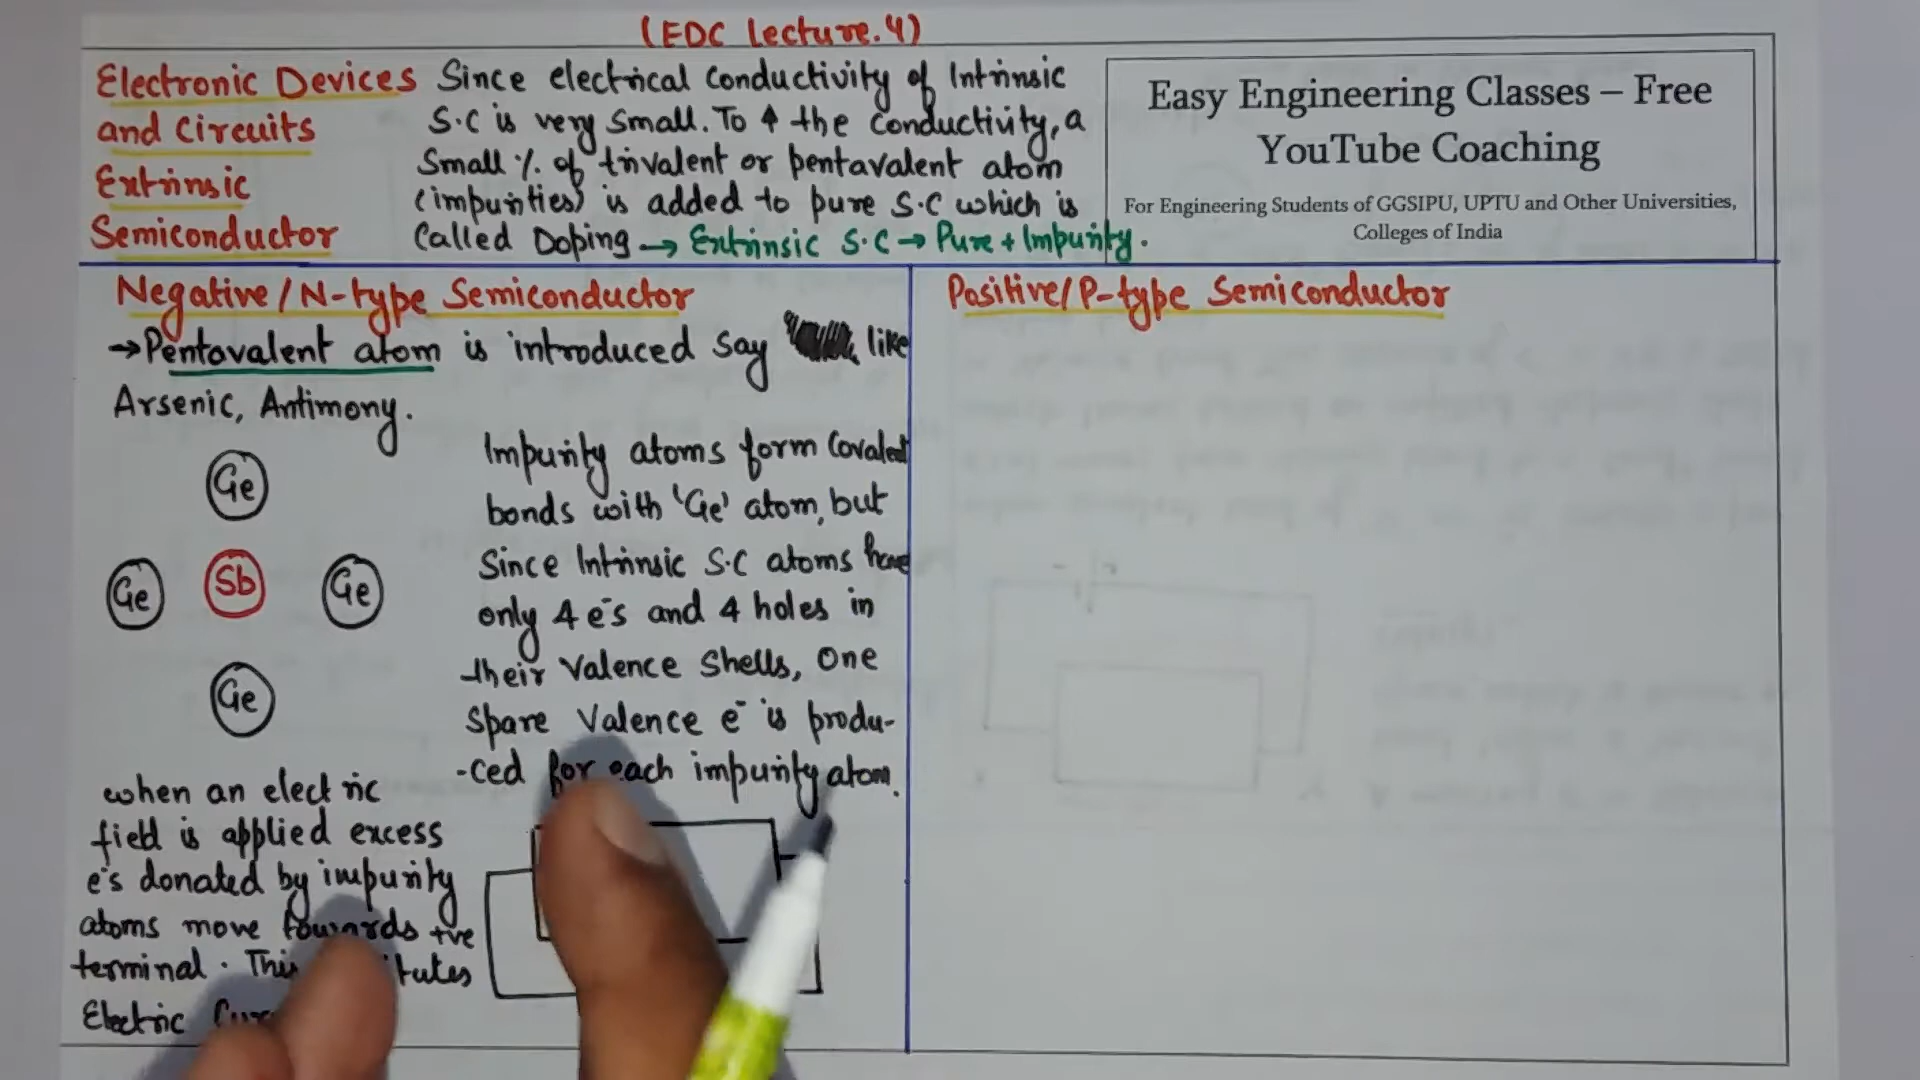 (EDC Lecture.4)
Electronic Devices
and Circuits
Extrinsic
Semiconductor
Since electrical conductivity of Intrinsic
S.C is very small. To ↑ the conductivity, a
small % of trivalent or pentavalent atom
(impurities) is added to pure S.C which is
Called Doping → Extrinsic S.C → Pure + Impurity.
Easy Engineering Classes – Free
YouTube Coaching
For Engineering Students of GGSIPU, UPTU and Other Universities,
Colleges of India
Negative/N-type Semiconductor
→ Pentavalent atom is introduced say like
Arsenic, Antimony.
Ge
Ge Sb Ge
Ge
Impurity atoms form Covalent
bonds with 'Ge' atom, but
Since Intrinsic S.C atoms have
only 4 e⁻s and 4 holes in
their Valence Shells, One
Spare Valence e⁻ is produ-
-ced for each impurity atom.
when an electric
field is applied excess
e⁻s donated by impurity
atoms move towards +ve
terminal. This
Electric
Positive/P-type Semiconductor